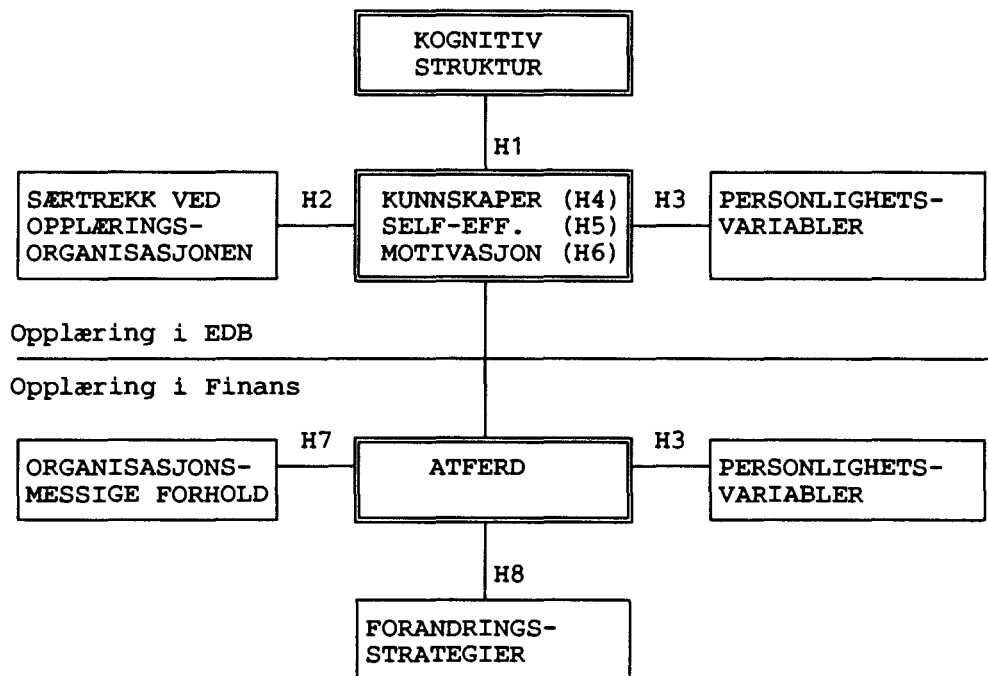 KOGNITIV
STRUKTUR
H1
SÆRTREKK VED
OPPLÆRINGS-
ORGANISASJONEN
H2
KUNNSKAPER (H4)
SELF-EFF. (H5)
MOTIVASJON (H6)
H3
PERSONLIGHETS-
VARIABLER
Opplæring i EDB
Opplæring i Finans
ORGANISASJONS-
MESSIGE FORHOLD
H7
ATFERD
H3
PERSONLIGHETS-
VARIABLER
H8
FORANDRINGS-
STRATEGIER